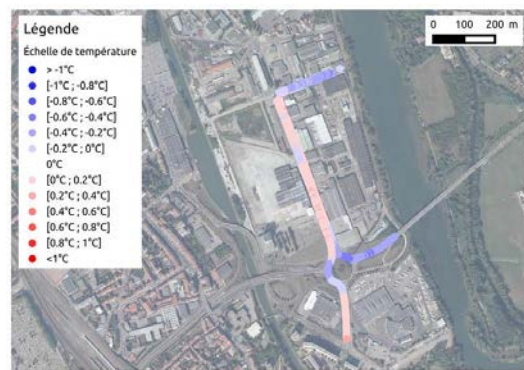 Légende
Échelle de température
> -1°C
[-1°C ; -0.8°C]
[-0.8°C ; -0.6°C]
[-0.6°C ; -0.4°C]
[-0.4°C ; -0.2°C]
[-0.2°C ; 0°C]
0°C
[0°C ; 0.2°C]
[0.2°C ; 0.4°C]
[0.4°C ; 0.6°C]
[0.6°C ; 0.8°C]
[0.8°C ; 1°C]
<1°C
0 100 200 m